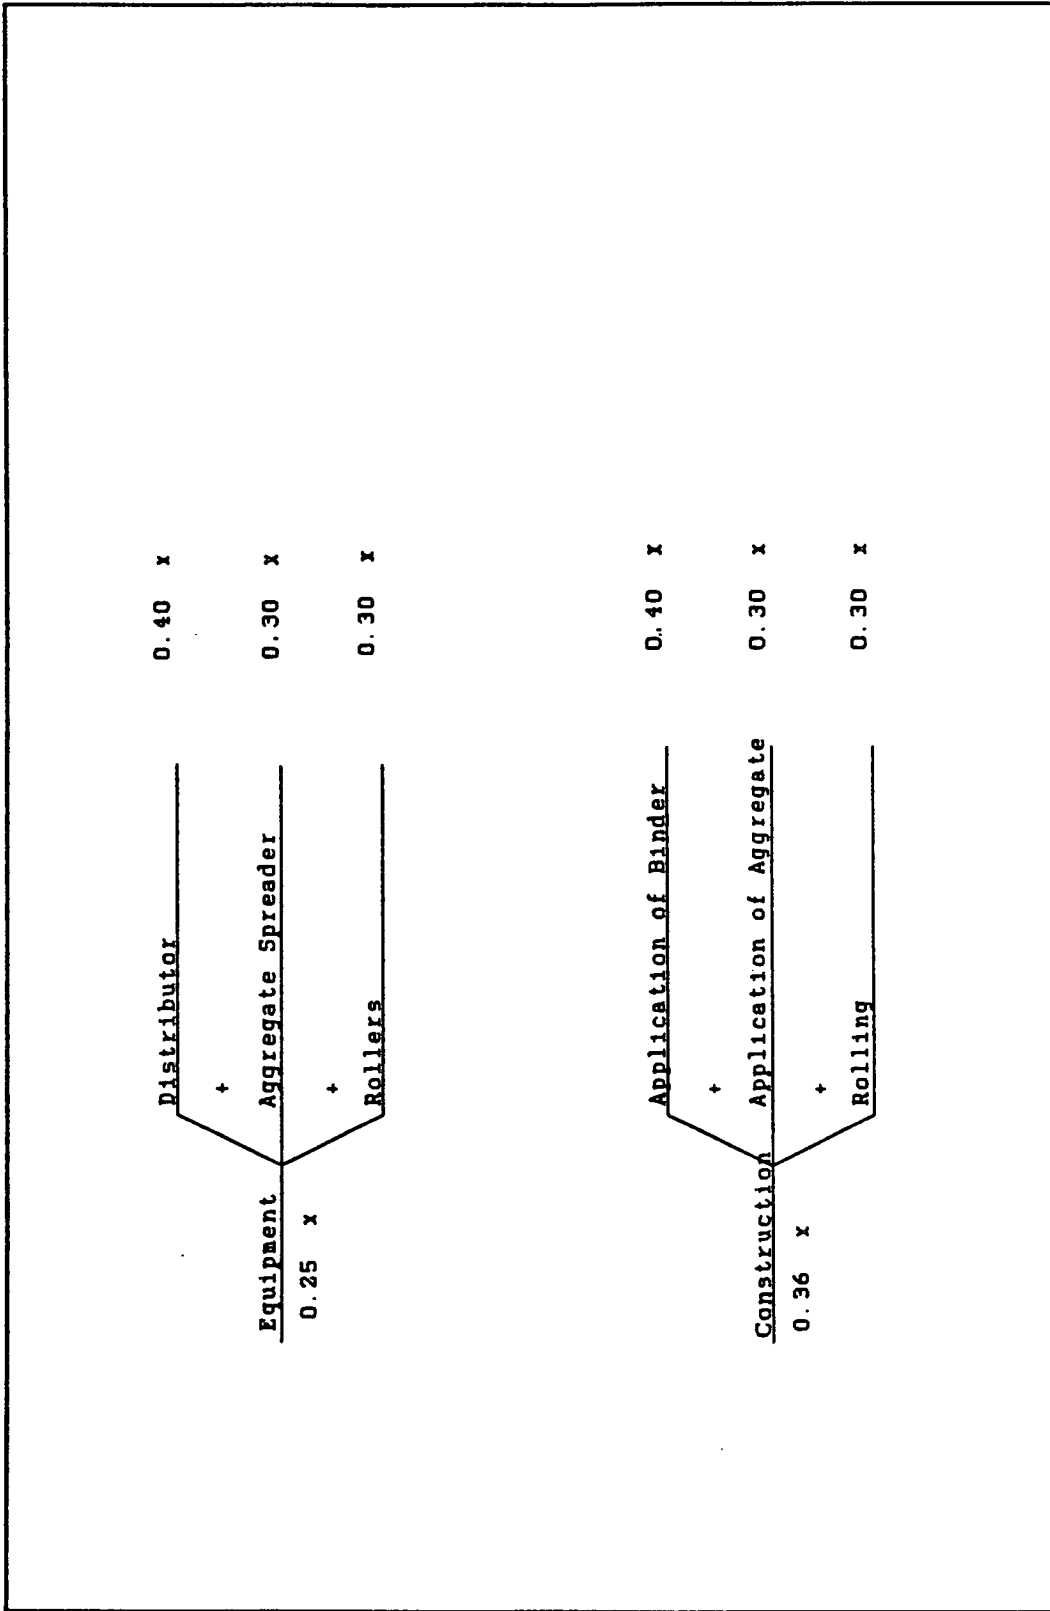 Distributor 0.40 x
+
Equipment Aggregate Spreader 0.30 x
0.25 x
+
Rollers 0.30 x
Application of Binder 0.40 x
+
Construction Application of Aggregate 0.30 x
0.36 x
+
Rolling 0.30 x